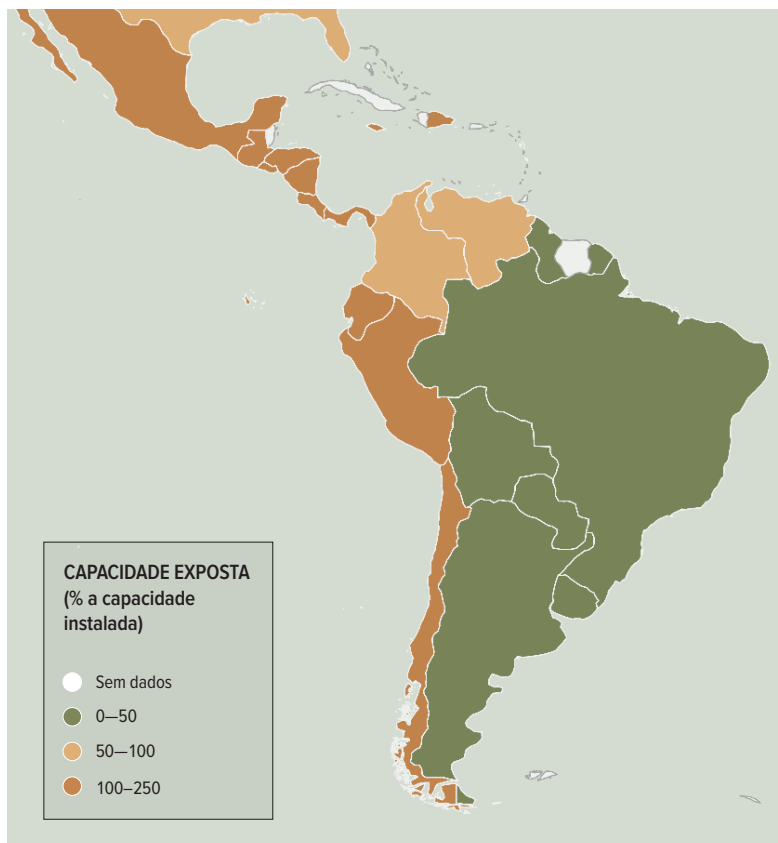 CAPACIDADE EXPOSTA
(% a capacidade
instalada)
Sem dados
0—50
50—100
100–250